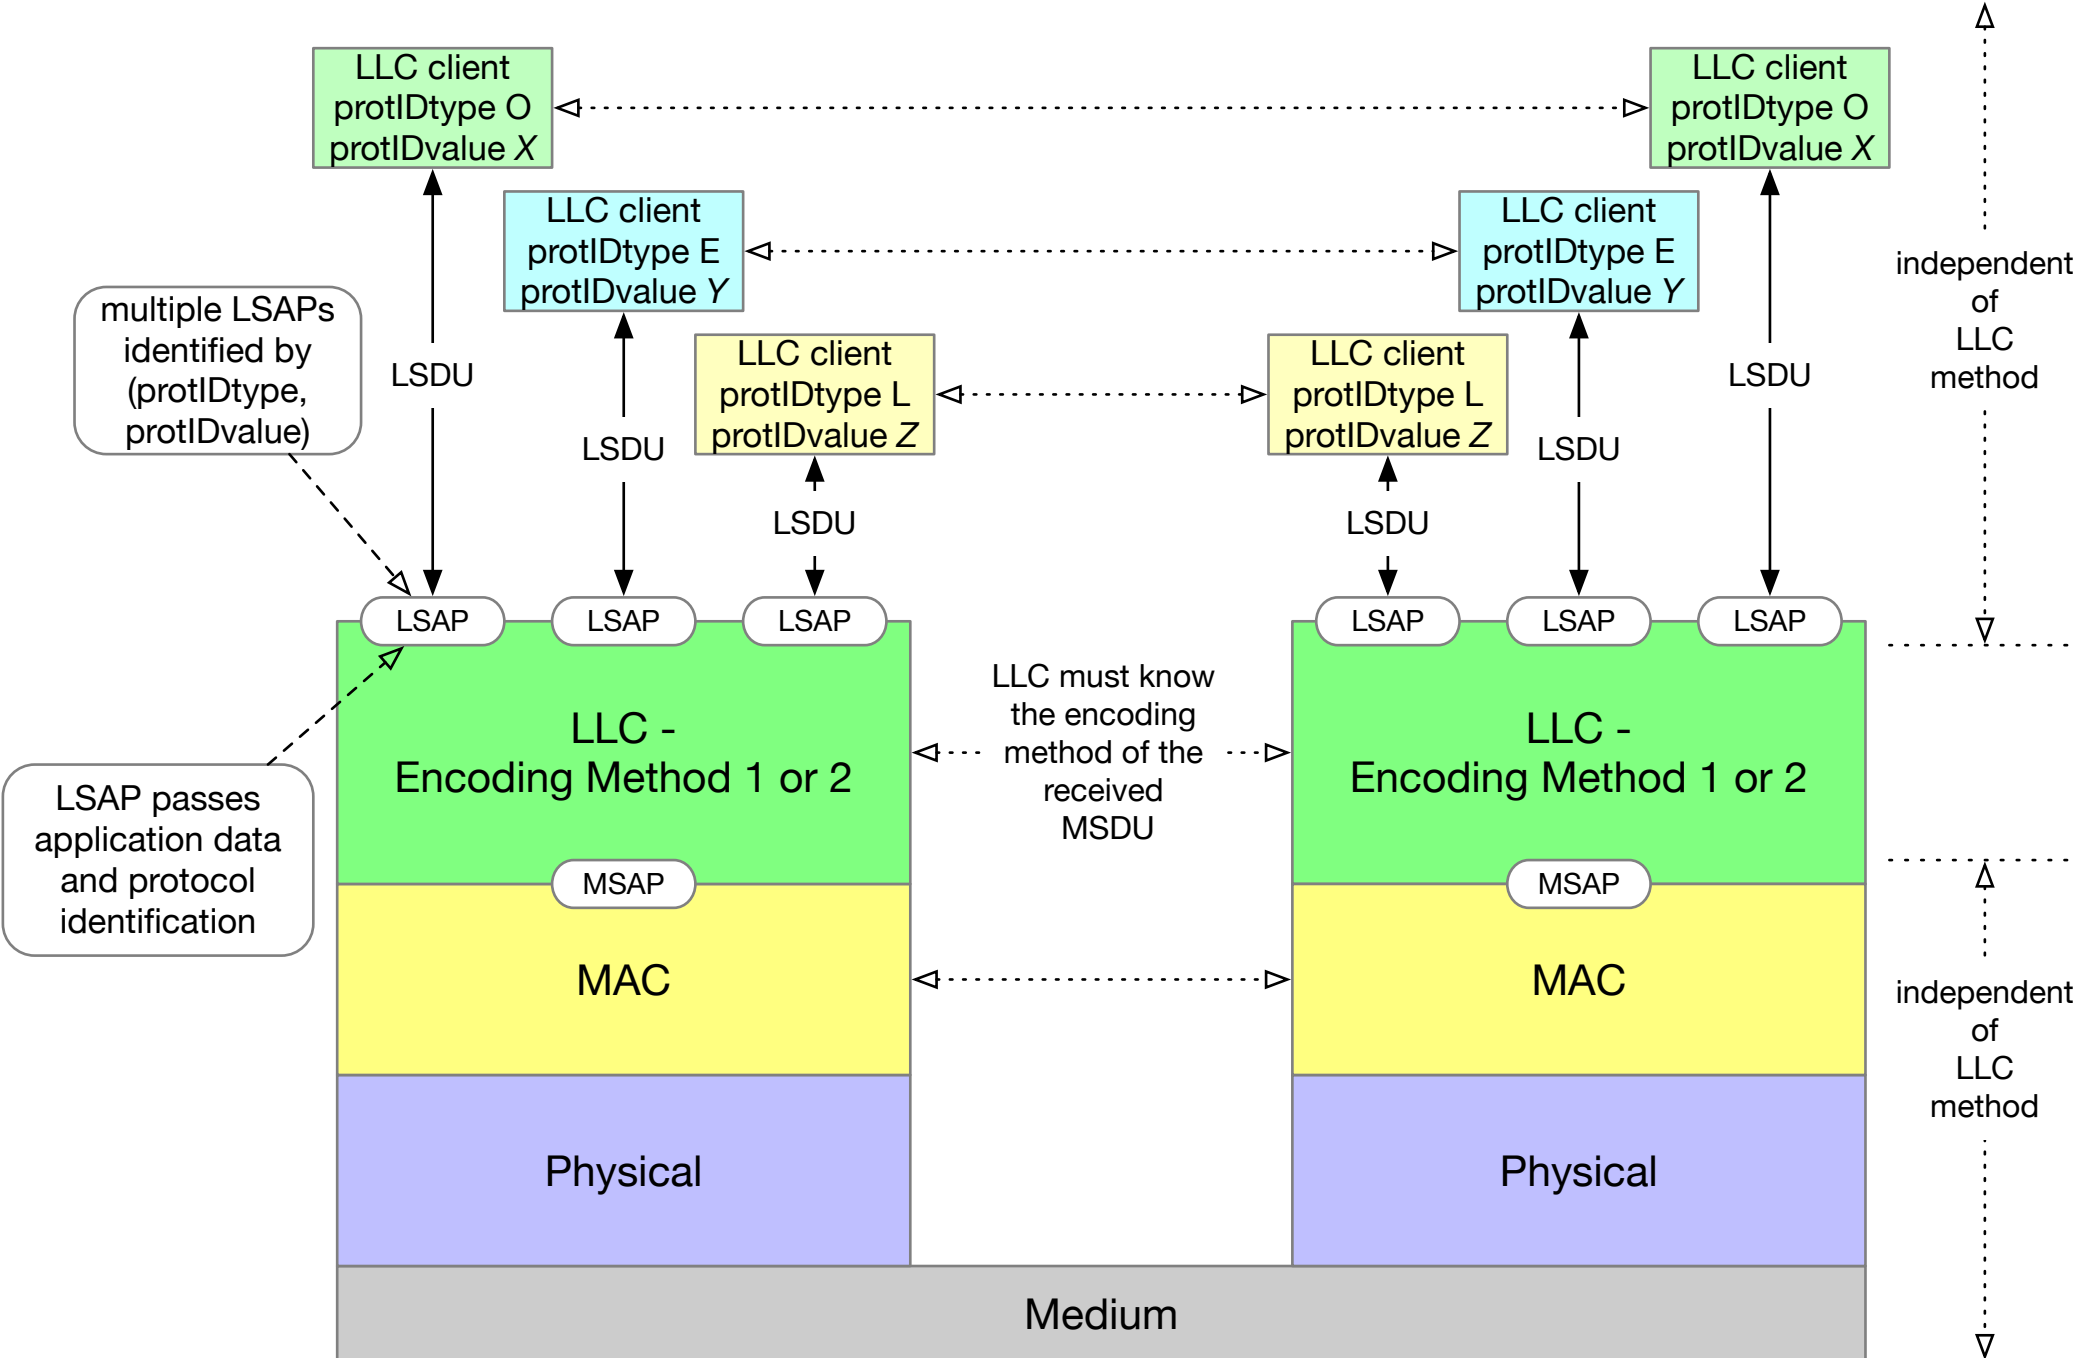 LLC client
protIDtype O
protIDvalue X
LLC client
protIDtype O
protIDvalue X
LLC client
protIDtype E
protIDvalue Y
LLC client
protIDtype E
protIDvalue Y
independent
of
LLC
method
multiple LSAPs
identified by
(protIDtype,
protIDvalue)
LLC client
protIDtype L
protIDvalue Z
LLC client
protIDtype L
protIDvalue Z
LSDU
LSDU
LSDU
LSDU
LSDU
LSDU
LSAP
LSAP
LSAP
LSAP
LSAP
LSAP
LLC -
Encoding Method 1 or 2
LLC must know
the encoding
method of the
received
MSDU
LLC -
Encoding Method 1 or 2
LSAP passes
application data
and protocol
identification
MSAP
MSAP
MAC
MAC
independent
of
LLC
method
Physical
Physical
Medium